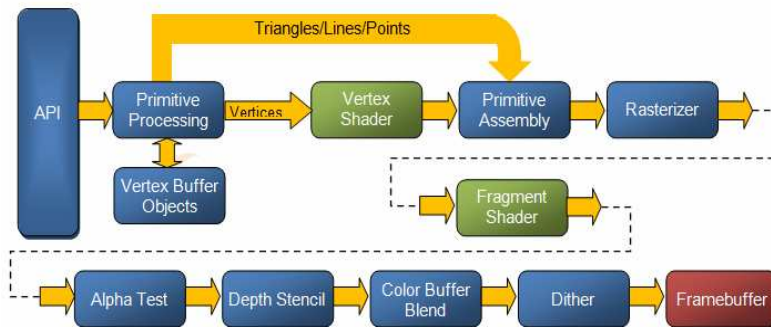 Triangles/Lines/Points
API
Primitive
Processing
Vertices
Vertex
Shader
Primitive
Assembly
Rasterizer
Vertex Buffer
Objects
Fragment
Shader
Alpha Test
Depth Stencil
Color Buffer
Blend
Dither
Framebuffer